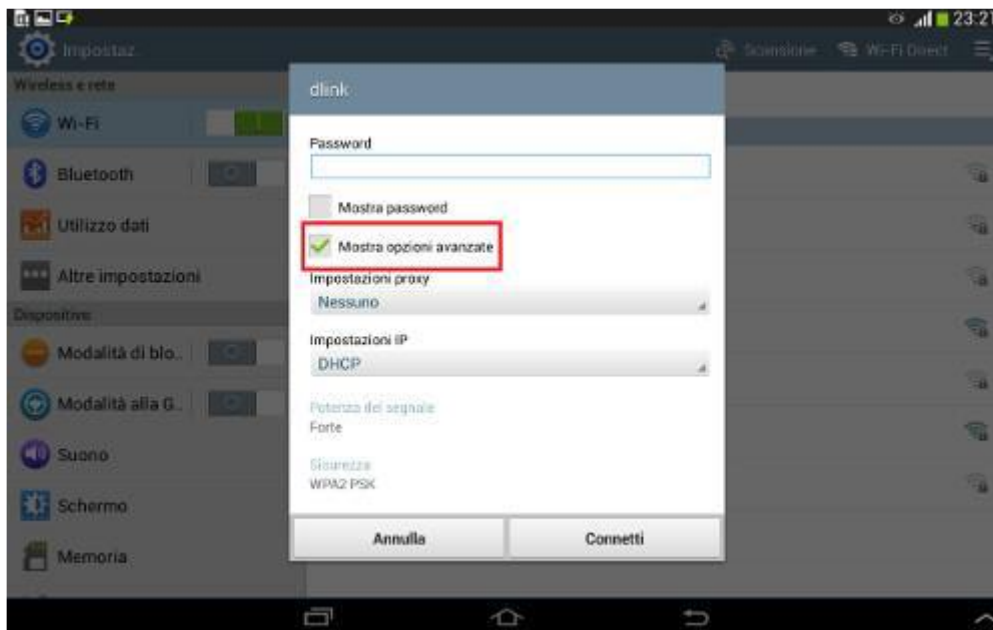 23:21
Impostaz
Scansione
Wi-Fi Direct
Wireless e rete
Wi-Fi
Bluetooth
Utilizzo dati
Altre impostazioni
Dispositivo
Modalità di blo..
Modalità alla G..
Suono
Schermo
Memoria
dlink
Password
Mostra password
Mostra opzioni avanzate
Impostazioni proxy
Nessuno
Impostazioni IP
DHCP
Potenza del segnale
Forte
Sicurezza
WPA2 PSK
Annulla
Connetti